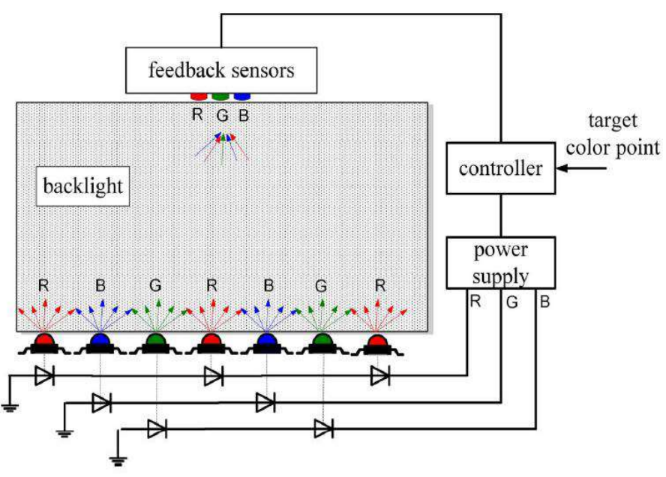 feedback sensors
R G B
target
color point
controller
backlight
power
supply
R B G R B G R
R G B